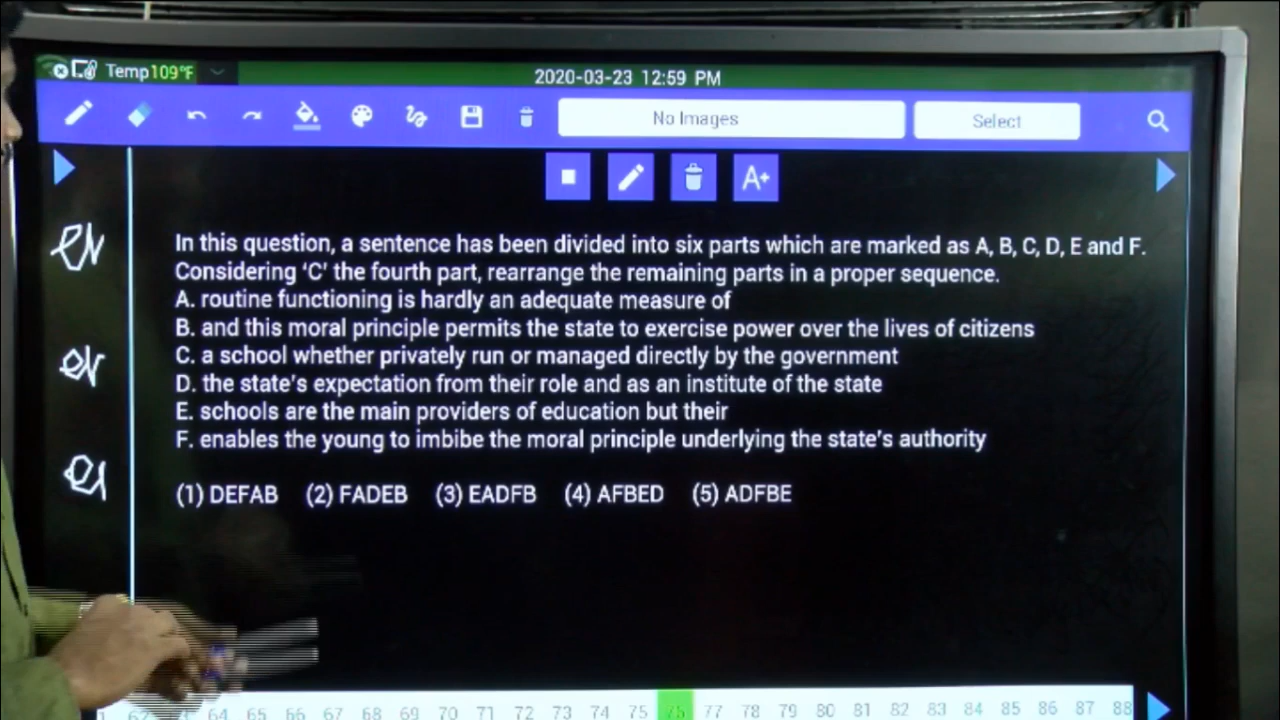 Temp109°F
2020-03-23 12:59 PM
No Images
Select
A+
In this question, a sentence has been divided into six parts which are marked as A, B, C, D, E and F.
Considering ‘C’ the fourth part, rearrange the remaining parts in a proper sequence.
A. routine functioning is hardly an adequate measure of
B. and this moral principle permits the state to exercise power over the lives of citizens
C. a school whether privately run or managed directly by the government
D. the state's expectation from their role and as an institute of the state
E. schools are the main providers of education but their
F. enables the young to imbibe the moral principle underlying the state's authority
(1) DEFAB (2) FADEB (3) EADFB (4) AFBED (5) ADFBE
62 64 65 66 67 68 69 70 71 72 73 74 75 75 77 78 79 80 81 82 83 84 85 86 87 88